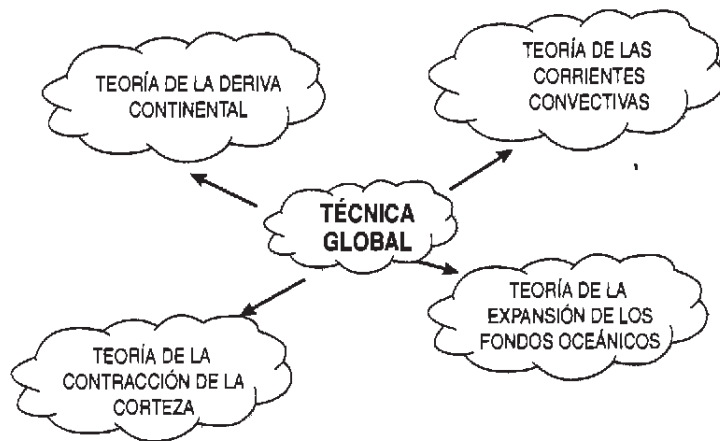 TEORÍA DE LA DERIVA
CONTINENTAL
TEORÍA DE LAS
CORRIENTES
CONVECTIVAS
TÉCNICA
GLOBAL
TEORÍA DE LA
CONTRACCIÓN DE LA
CORTEZA
TEORÍA DE LA
EXPANSIÓN DE LOS
FONDOS OCEÁNICOS